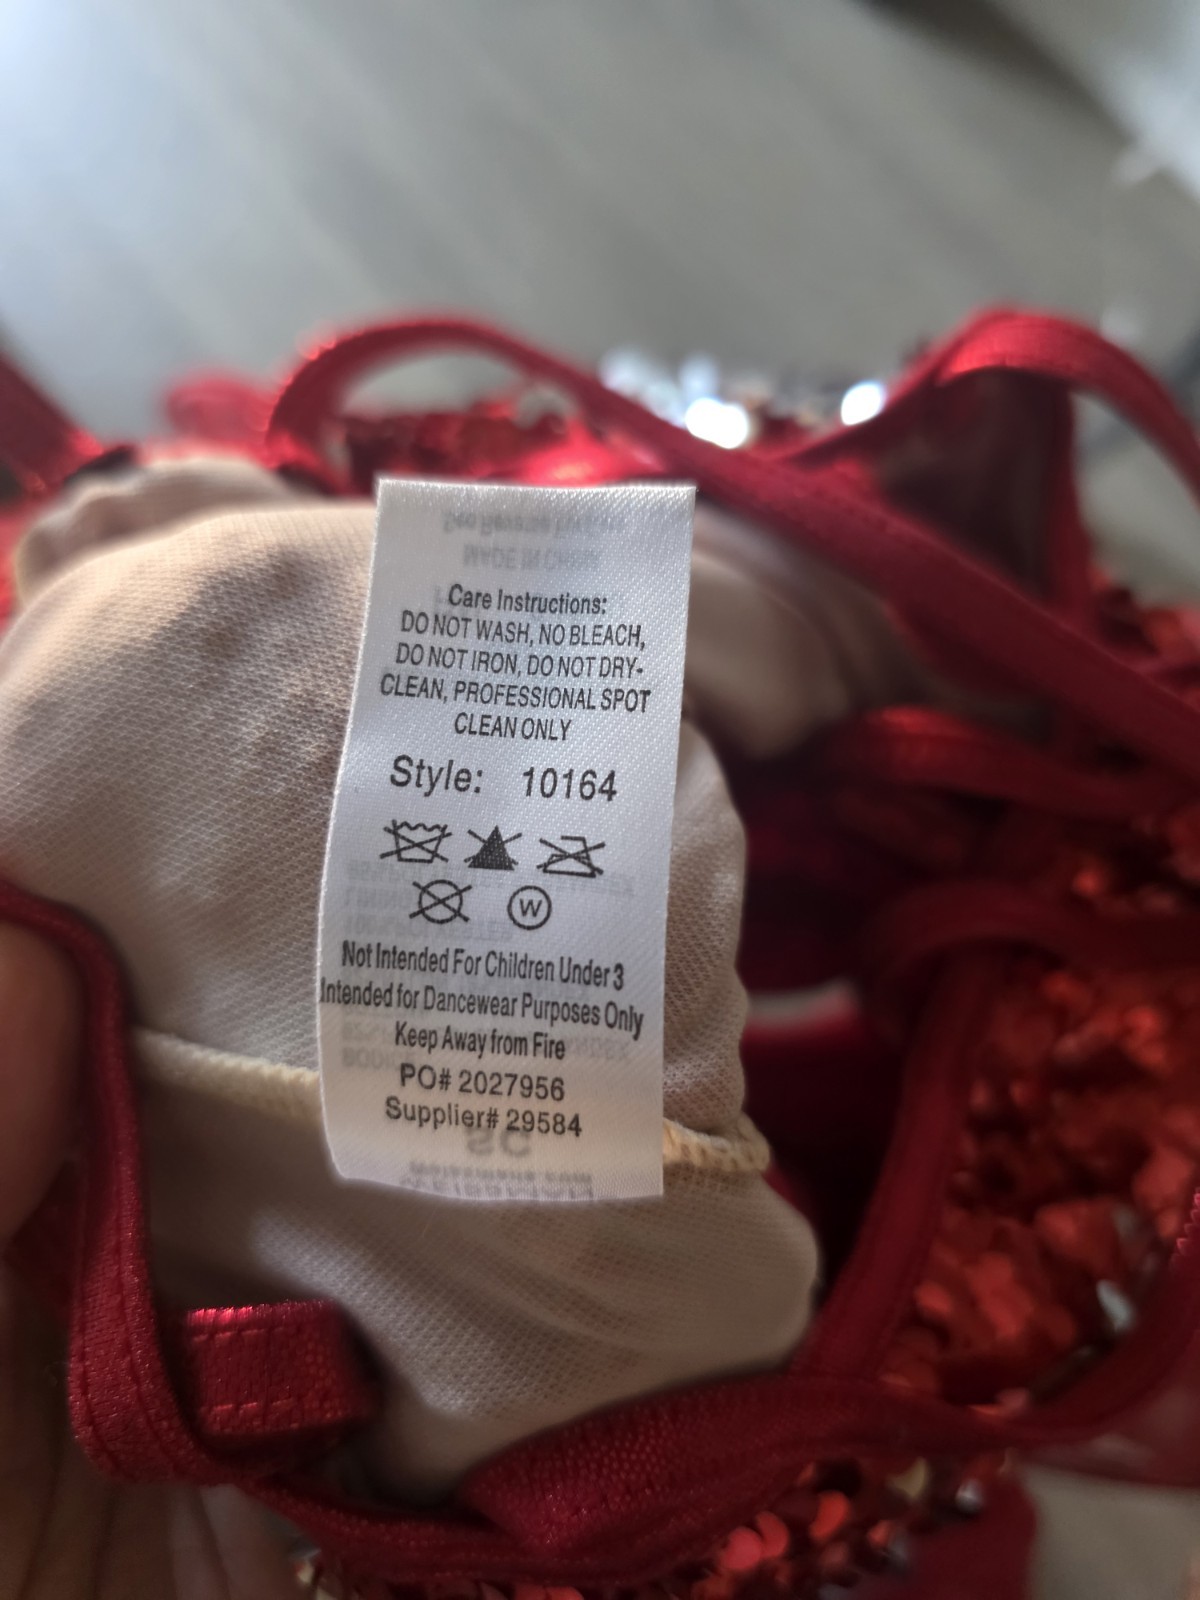 Care Instructions:
DO NOT WASH, NO BLEACH,
DO NOT IRON, DO NOT DRY-
CLEAN, PROFESSIONAL SPOT
CLEAN ONLY
Style: 10164
W
Not Intended For Children Under 3
Intended for Dancewear Purposes Only
Keep Away from Fire
PO# 2027956
Supplier# 29584